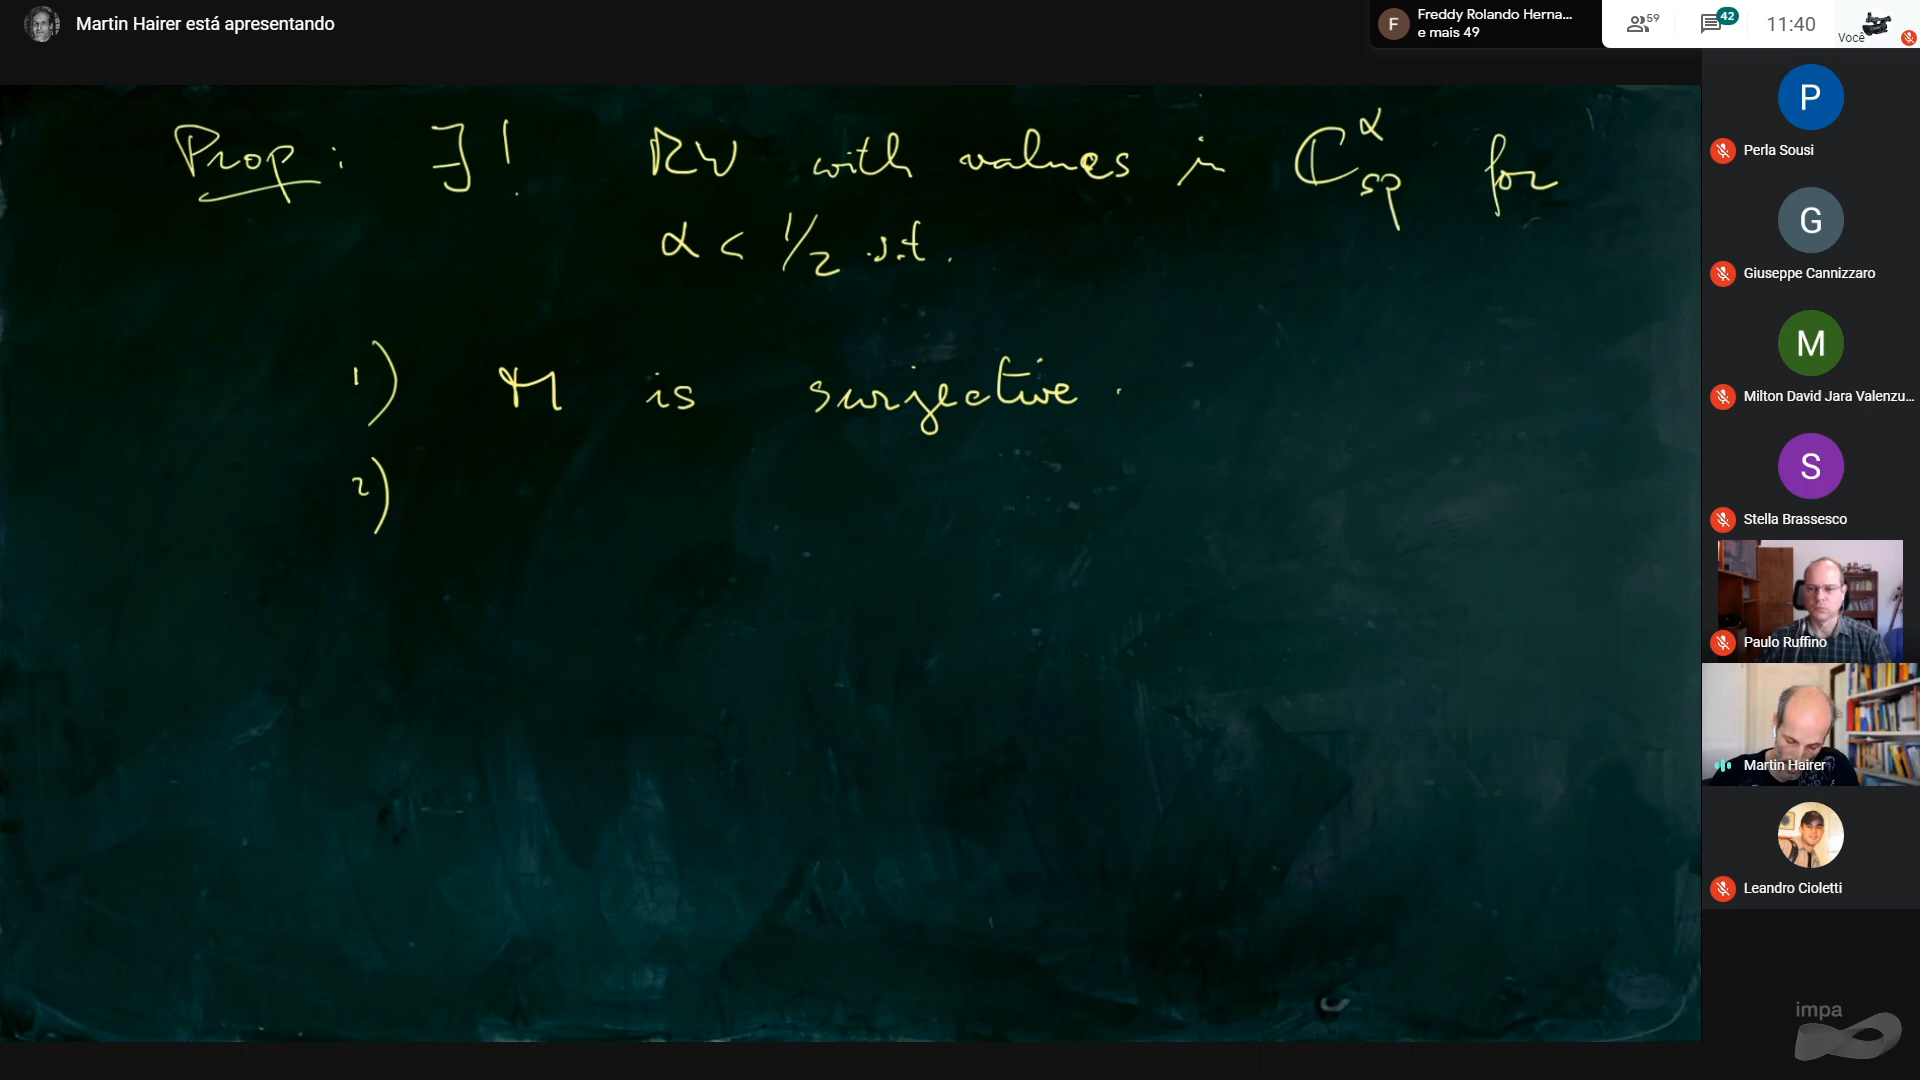 Martin Hairer está apresentando
Freddy Rolando Herna...
e mais 49
F
59
42
11:40
Você
Prop: ∃! RV with values in ℂ^α_sp for
α < 1/2 s.t.
1) M is surjective.
2)
P
Perla Sousi
G
Giuseppe Cannizzaro
M
Milton David Jara Valenzu...
S
Stella Brassesco
Paulo Ruffino
Martin Hairer
Leandro Cioletti
impa